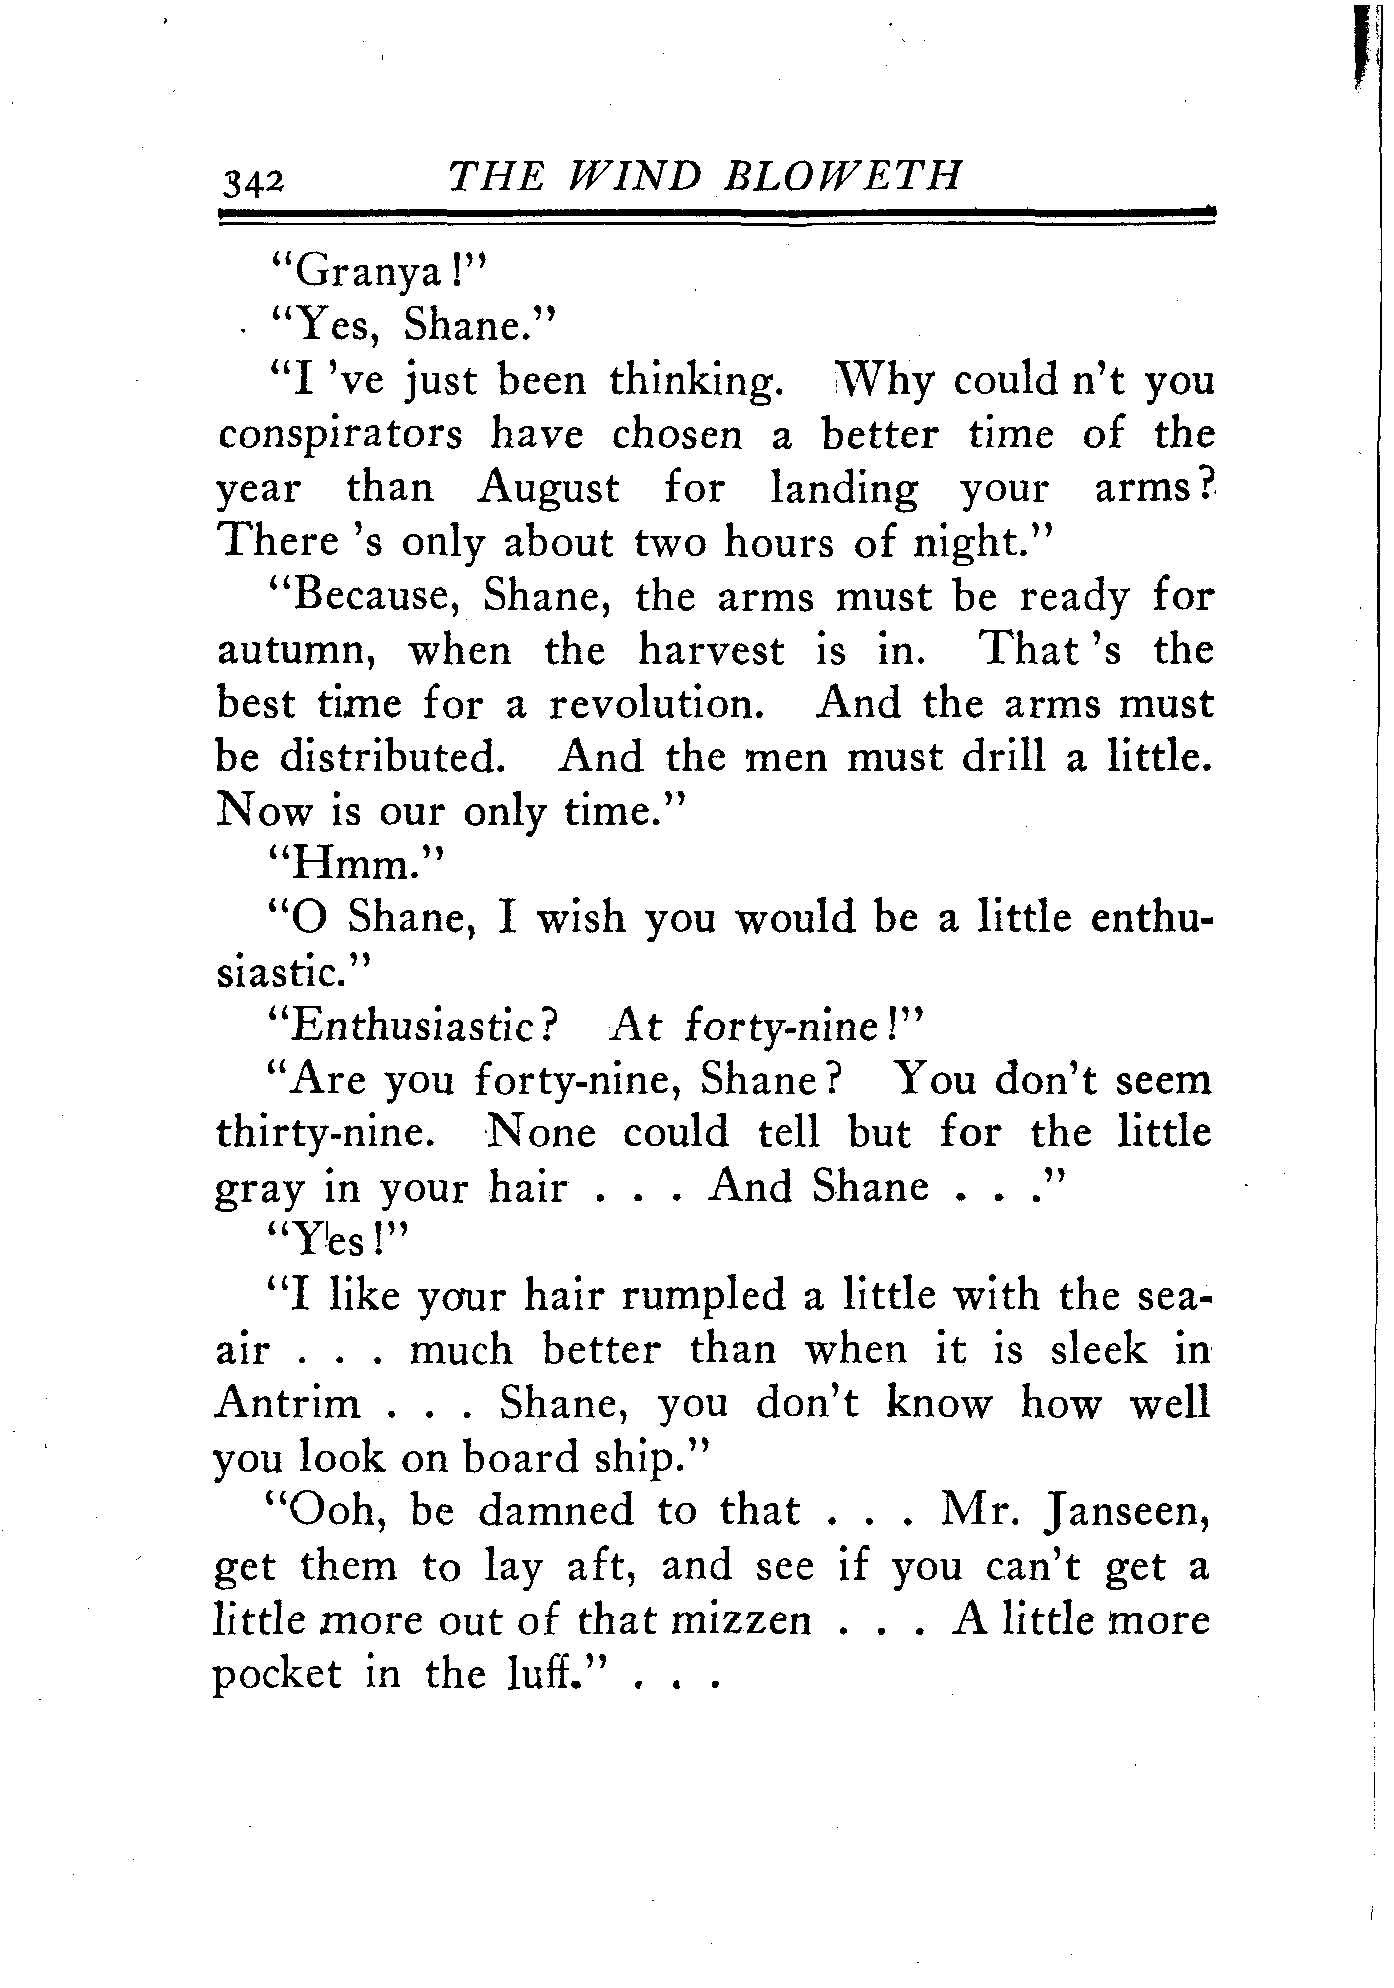 342 THE WIND BLOWETH
"Granya!"
"Yes, Shane."
"I 've just been thinking. Why could n't you
conspirators have chosen a better time of the
year than August for landing your arms?
There 's only about two hours of night."
"Because, Shane, the arms must be ready for
autumn, when the harvest is in. That 's the
best time for a revolution. And the arms must
be distributed. And the men must drill a little.
Now is our only time."
"Hmm."
"O Shane, I wish you would be a little enthu-
siastic."
"Enthusiastic? At forty-nine!"
"Are you forty-nine, Shane? You don't seem
thirty-nine. None could tell but for the little
gray in your hair . . . And Shane . . ."
"Yes!"
"I like your hair rumpled a little with the sea-
air . . . much better than when it is sleek in
Antrim . . . Shane, you don't know how well
you look on board ship."
"Ooh, be damned to that . . . Mr. Janseen,
get them to lay aft, and see if you can't get a
little more out of that mizzen . . . A little more
pocket in the luff." . . .